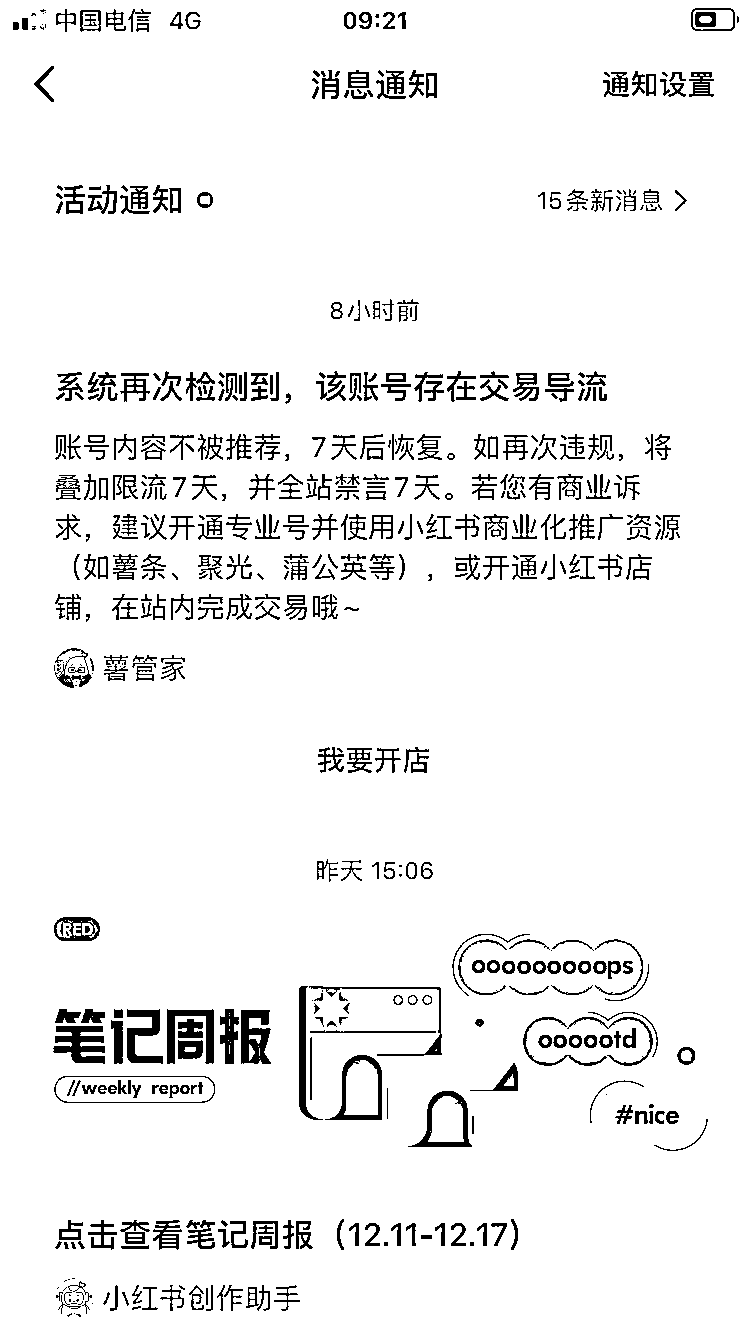 中国电信 4G 09:21
消息通知 通知设置
活动通知 15条新消息
8小时前
系统再次检测到，该账号存在交易导流
账号内容不被推荐，7天后恢复。如再次违规，将
叠加限流7天，并全站禁言7天。若您有商业诉
求，建议开通专业号并使用小红书商业化推广资源
（如薯条、聚光、蒲公英等），或开通小红书店
铺，在站内完成交易哦~
薯管家
我要开店
昨天 15:06
RED
ooooooooops
笔记周报
oooootd
//weekly report
#nice
点击查看笔记周报（12.11-12.17）
小红书创作助手